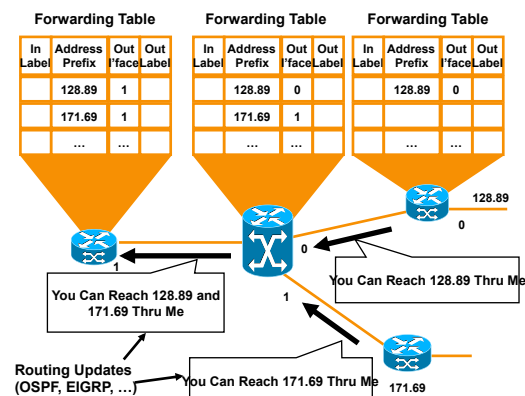 Forwarding Table
In Label Address Prefix Out I'face Out Label
128.89 1
171.69 1
... ...
Forwarding Table
In Label Address Prefix Out I'face Out Label
128.89 0
171.69 1
... ...
Forwarding Table
In Label Address Prefix Out I'face Out Label
128.89 0
... ...
128.89
0
0
1
1
You Can Reach 128.89 Thru Me
You Can Reach 128.89 and
171.69 Thru Me
Routing Updates
(OSPF, EIGRP, ...)
You Can Reach 171.69 Thru Me
171.69